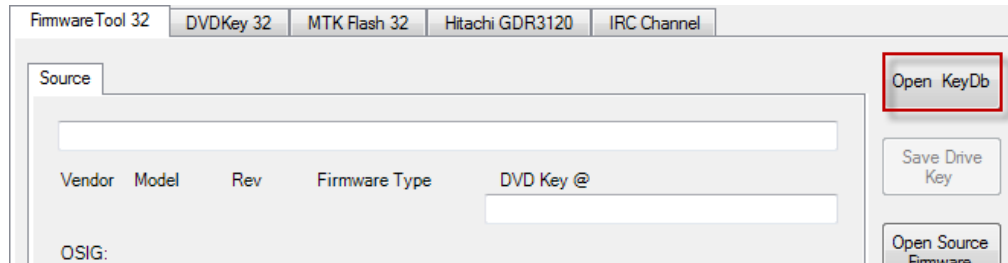 FirmwareTool 32 DVDKey 32 MTK Flash 32 Hitachi GDR3120 IRC Channel
Source
Open KeyDb
Save Drive
Key
Vendor Model Rev Firmware Type DVD Key @
OSIG:
Open Source
Firmware